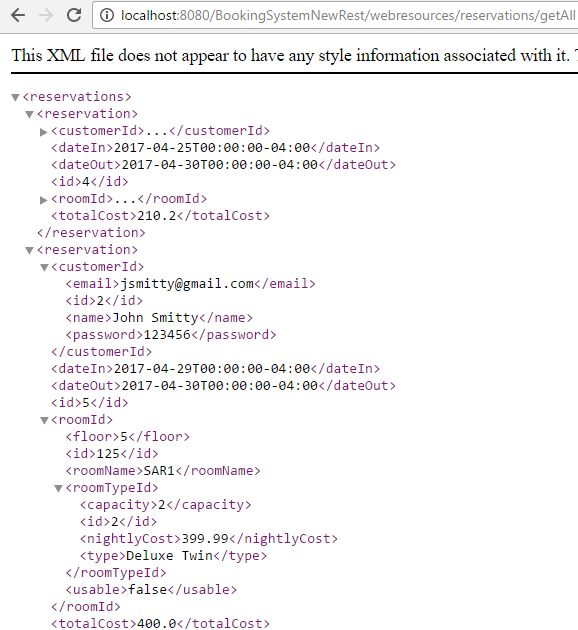 localhost:8080/BookingSystemNewRest/webresources/reservations/getAll
This XML file does not appear to have any style information associated with it.
<reservations>
<reservation>
<customerId>...</customerId>
<dateIn>2017-04-25T00:00:00-04:00</dateIn>
<dateOut>2017-04-30T00:00:00-04:00</dateOut>
<id>4</id>
<roomId>...</roomId>
<totalCost>210.2</totalCost>
</reservation>
<reservation>
<customerId>
<email>jsmitty@gmail.com</email>
<id>2</id>
<name>John Smitty</name>
<password>123456</password>
</customerId>
<dateIn>2017-04-29T00:00:00-04:00</dateIn>
<dateOut>2017-04-30T00:00:00-04:00</dateOut>
<id>5</id>
<roomId>
<floor>5</floor>
<id>125</id>
<roomName>SAR1</roomName>
<roomTypeId>
<capacity>2</capacity>
<id>2</id>
<nightlyCost>399.99</nightlyCost>
<type>Deluxe Twin</type>
</roomTypeId>
<usable>false</usable>
</roomId>
<totalCost>400.0</totalCost>